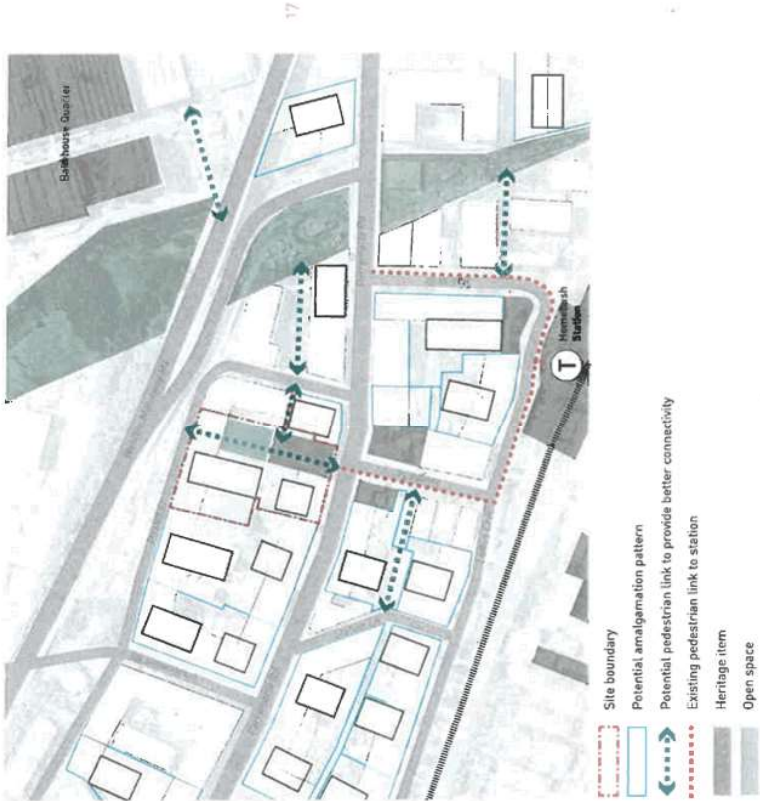 17
Bakehouse Quarter
T
Homebush
Station
Site boundary
Potential amalgamation pattern
Potential pedestrian link to provide better connectivity
Existing pedestrian link to station
Heritage item
Open space